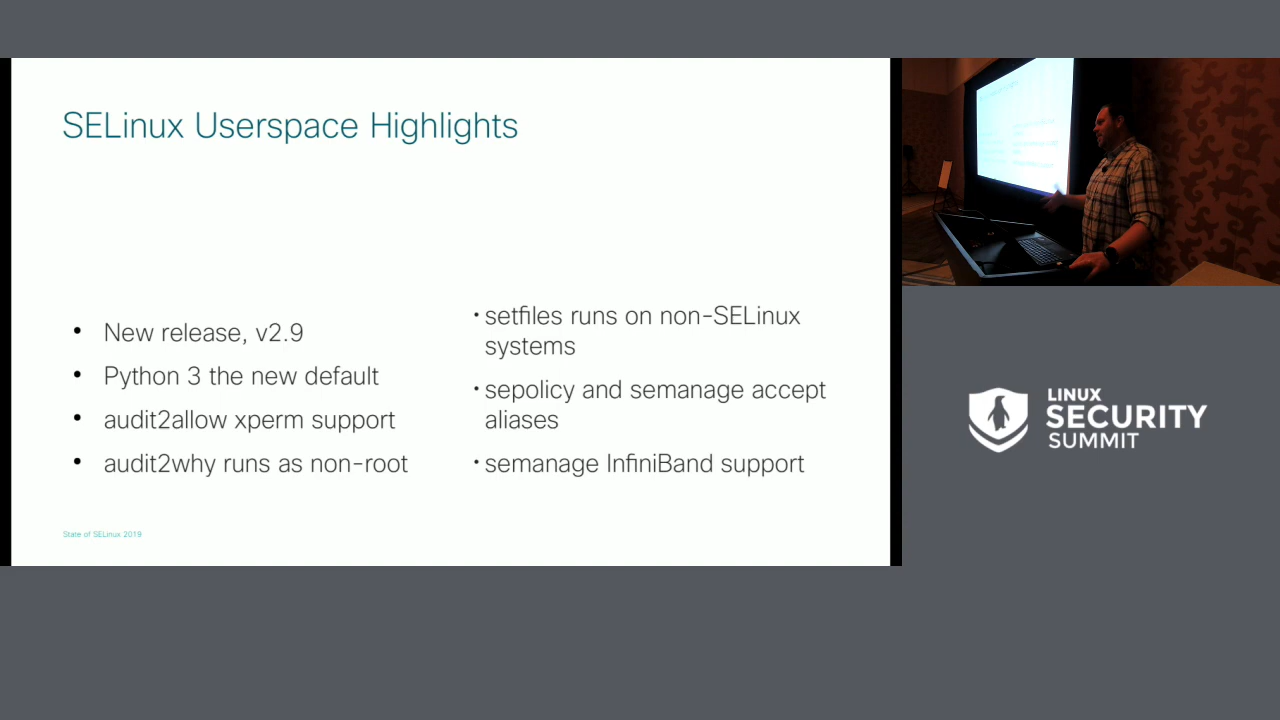 SELinux Userspace Highlights
• New release, v2.9
• Python 3 the new default
• audit2allow xperm support
• audit2why runs as non-root
• setfiles runs on non-SELinux
systems
• sepolicy and semanage accept
aliases
• semanage InfiniBand support
State of SELinux 2019
LINUX
SECURITY
SUMMIT